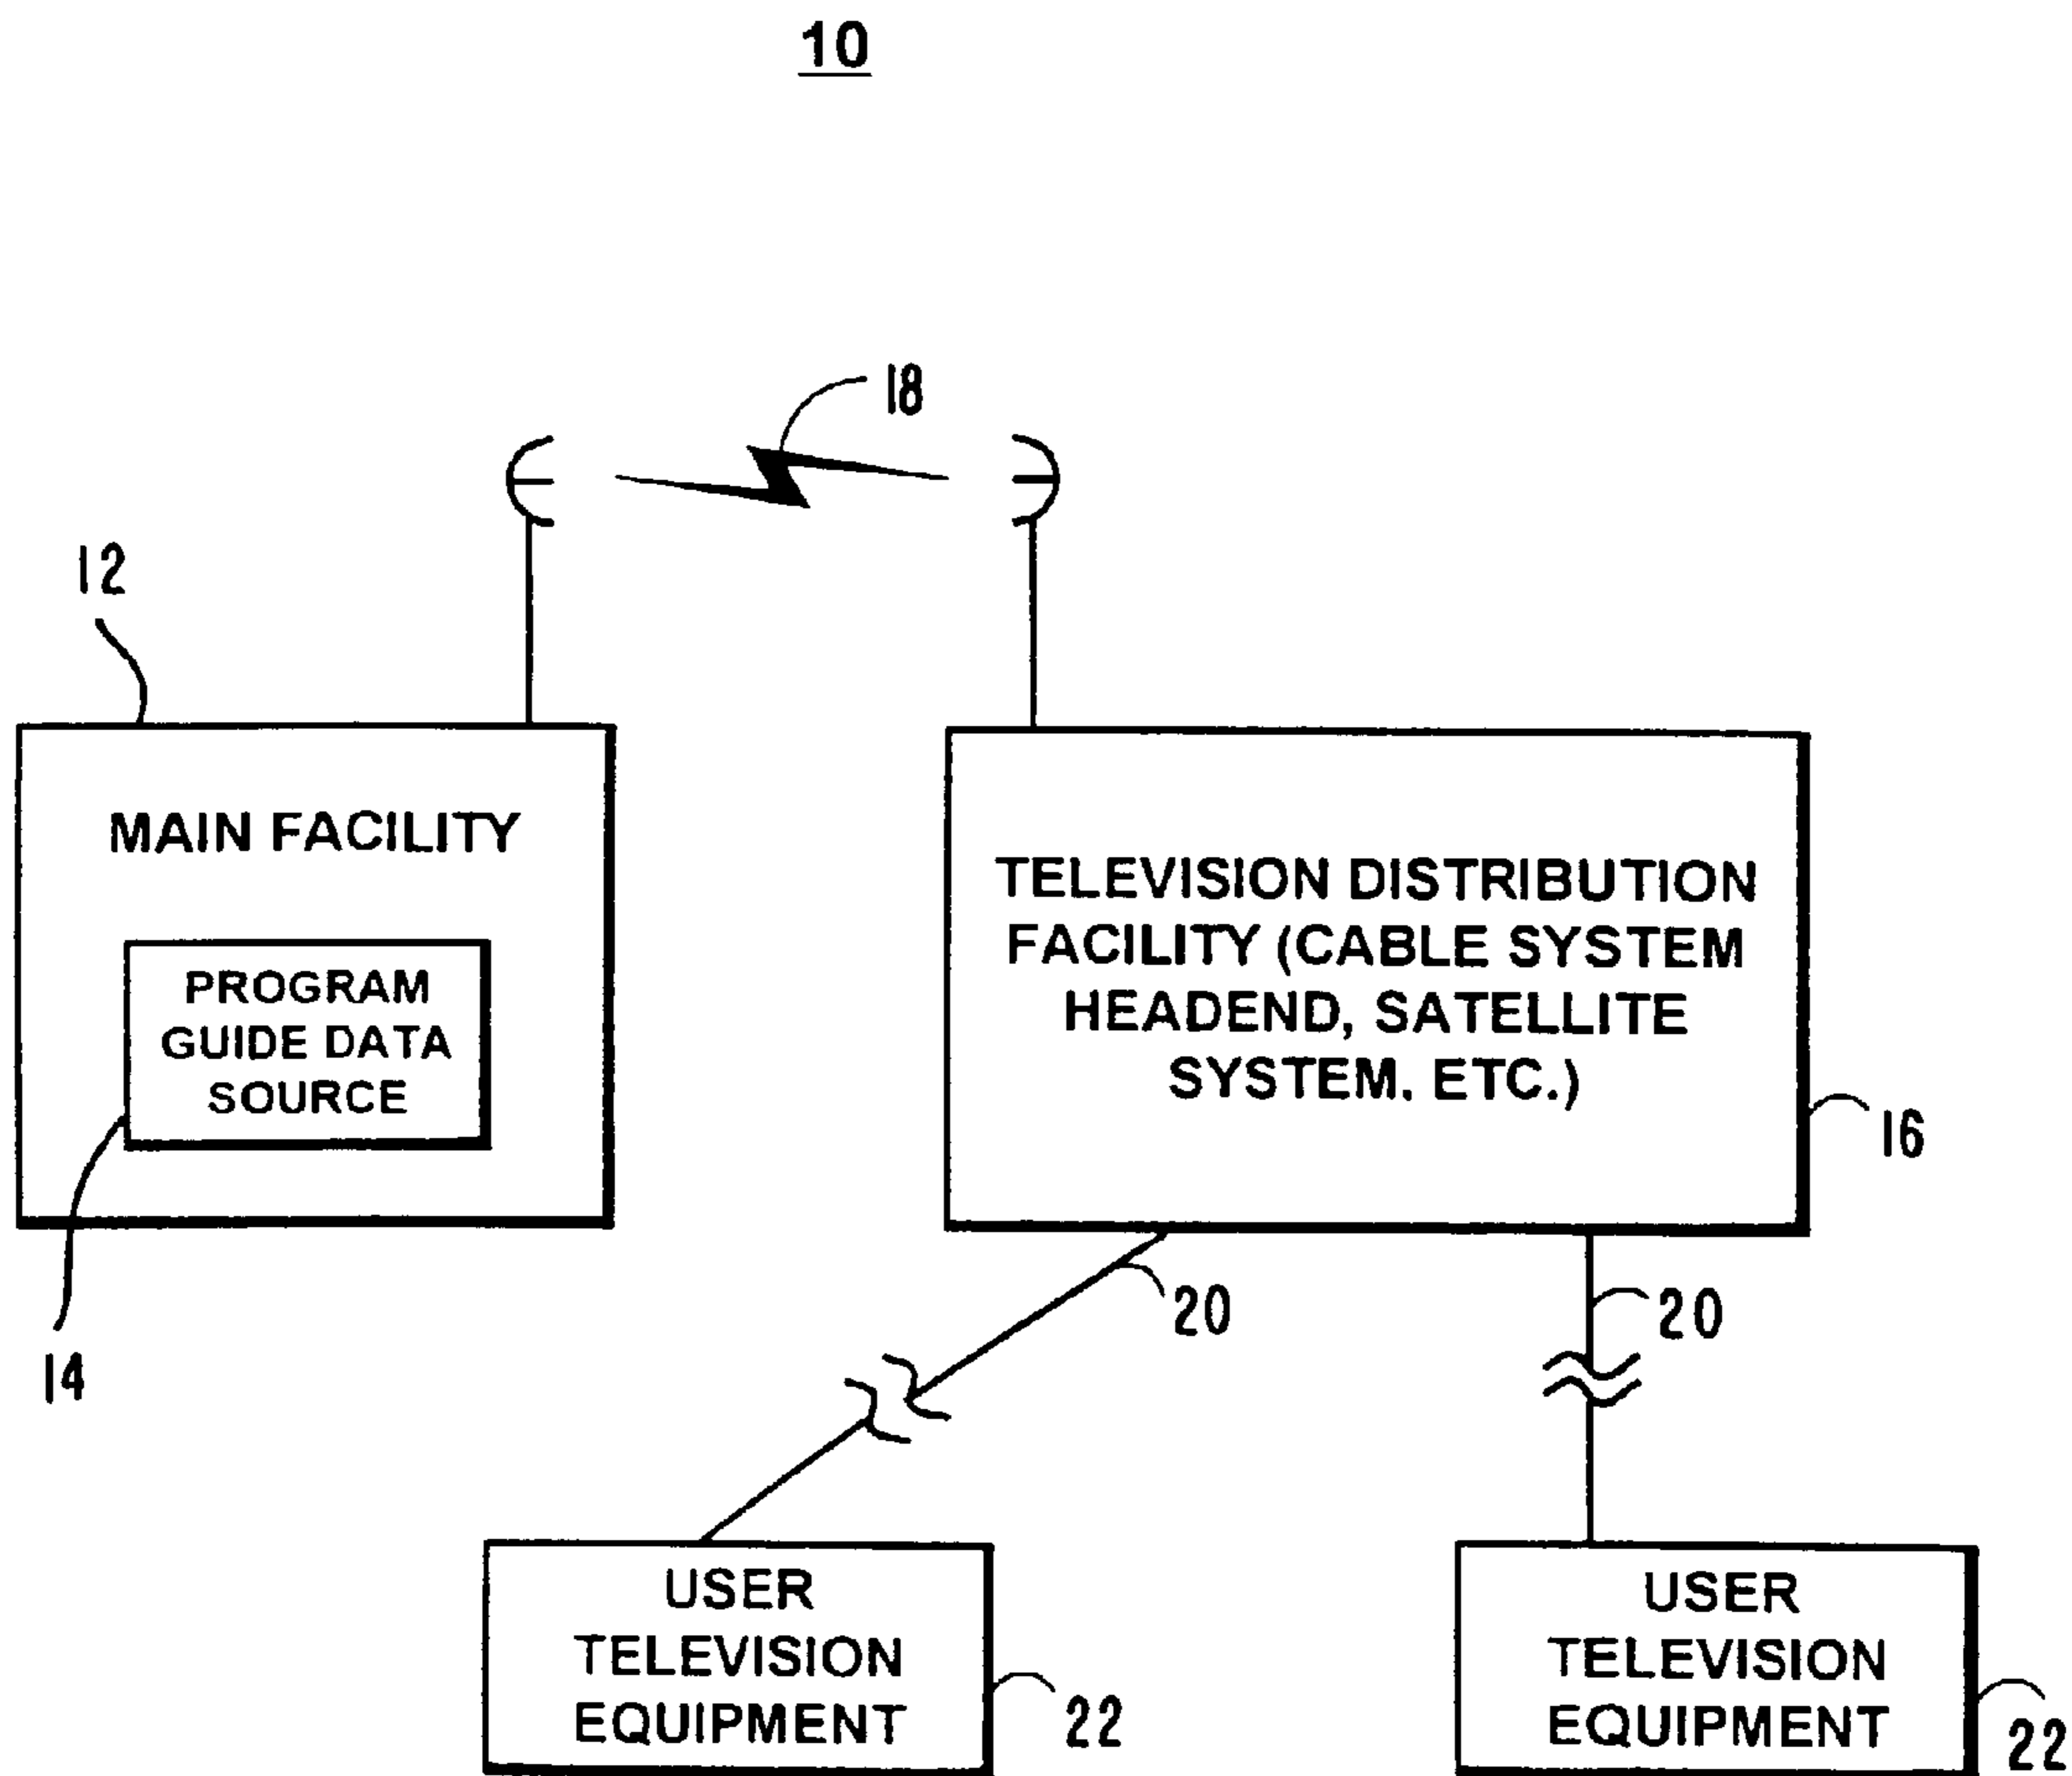 10
18
12
MAIN FACILITY
PROGRAM
GUIDE DATA
SOURCE
14
TELEVISION DISTRIBUTION
FACILITY (CABLE SYSTEM
HEADEND, SATELLITE
SYSTEM, ETC.)
16
20
20
USER
TELEVISION
EQUIPMENT
22
USER
TELEVISION
EQUIPMENT
22